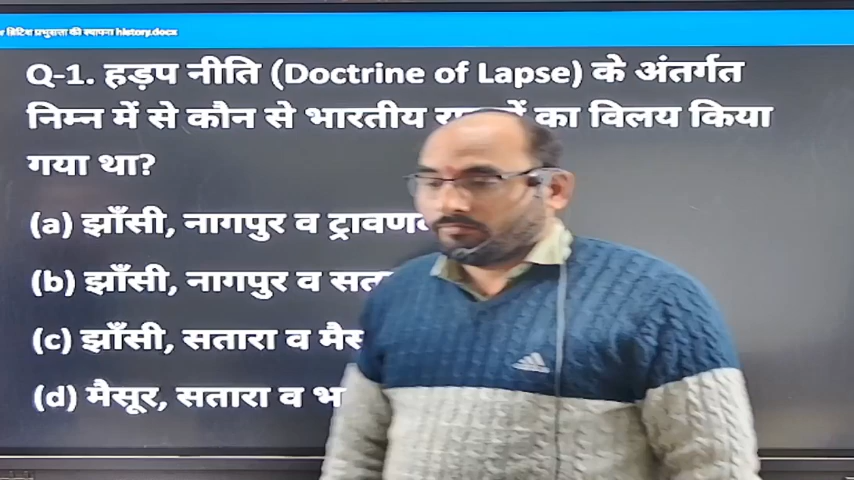 ब्रिटिश प्रभुसत्ता की स्थापना history.docx
Q-1. हड़प नीति (Doctrine of Lapse) के अंतर्गत
निम्न में से कौन से भारतीय का विलय किया
गया था?
(a) झाँसी, नागपुर व
(b) झाँसी, नागपुर व
(c) झाँसी, सतारा व
(d) मैसूर, सतारा व